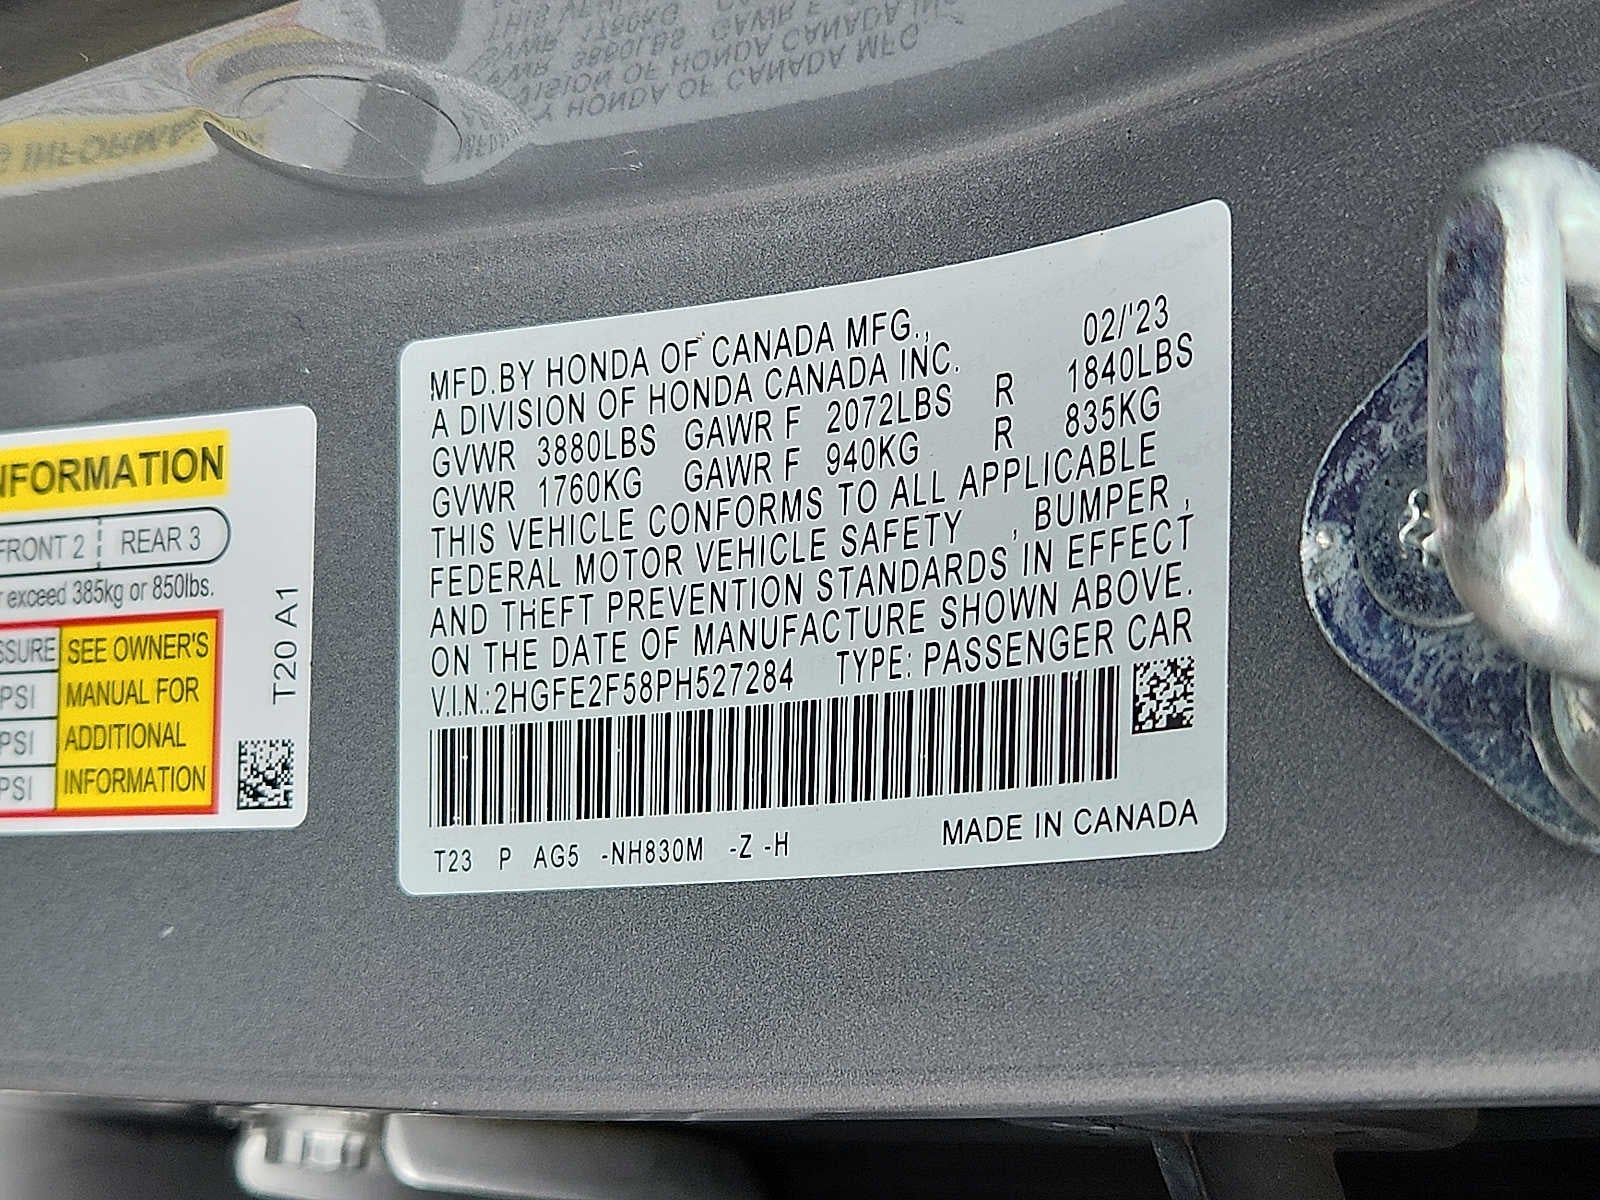 MFD.BY HONDA OF CANADA MFG., 02/'23
A DIVISION OF HONDA CANADA INC.
GVWR 3880LBS GAWR F 2072LBS R 1840LBS
GVWR 1760KG GAWR F 940KG R 835KG
THIS VEHICLE CONFORMS TO ALL APPLICABLE
FEDERAL MOTOR VEHICLE SAFETY , BUMPER ,
AND THEFT PREVENTION STANDARDS IN EFFECT
ON THE DATE OF MANUFACTURE SHOWN ABOVE.
V.I.N.:2HGFE2F58PH527284 TYPE: PASSENGER CAR
T23 P AG5 -NH830M -Z -H
MADE IN CANADA
INFORMATION
FRONT 2 REAR 3
exceed 385kg or 850lbs.
SEE OWNER'S
PSI MANUAL FOR
PSI ADDITIONAL
PSI INFORMATION
T20 A1